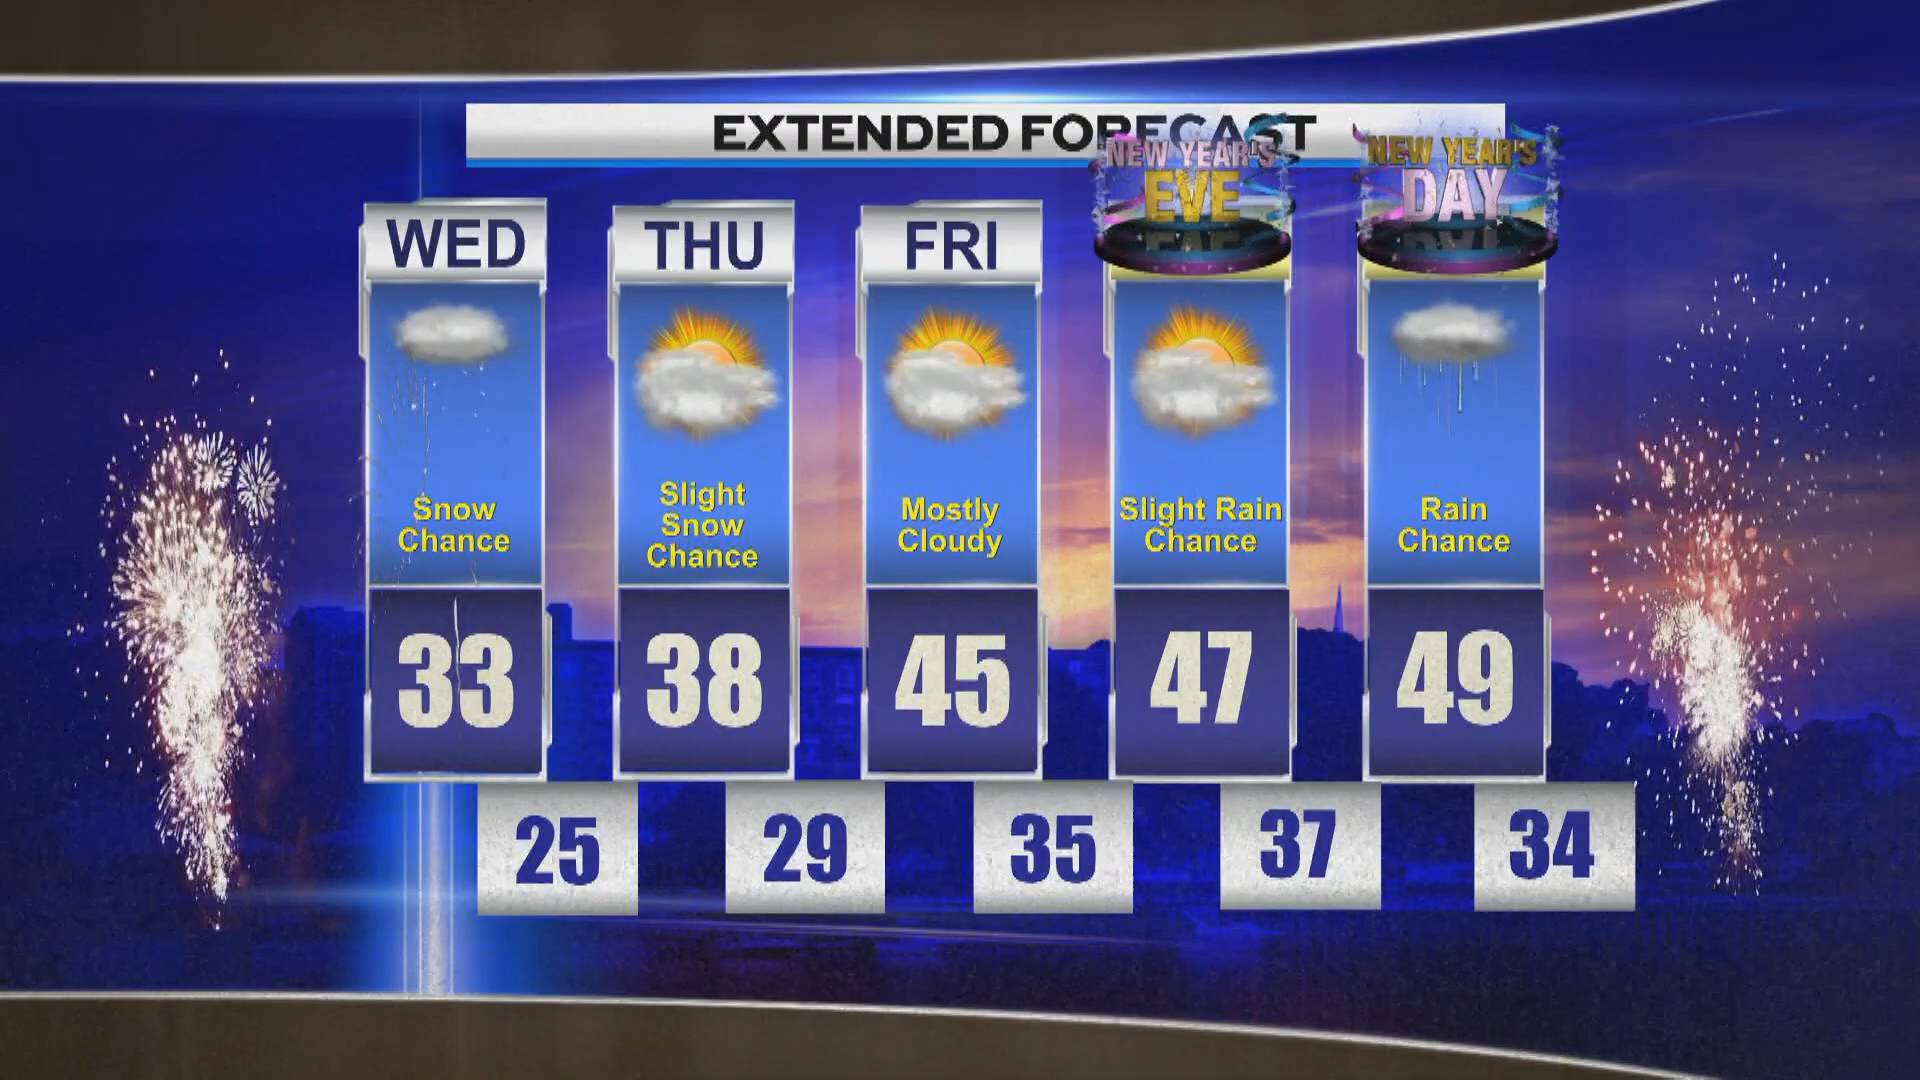 EXTENDED FORECAST
WED
THU
FRI
NEW YEAR'S
EVE
NEW YEAR'S
DAY
Snow
Chance
Slight
Snow
Chance
Mostly
Cloudy
Slight Rain
Chance
Rain
Chance
33
38
45
47
49
25
29
35
37
34